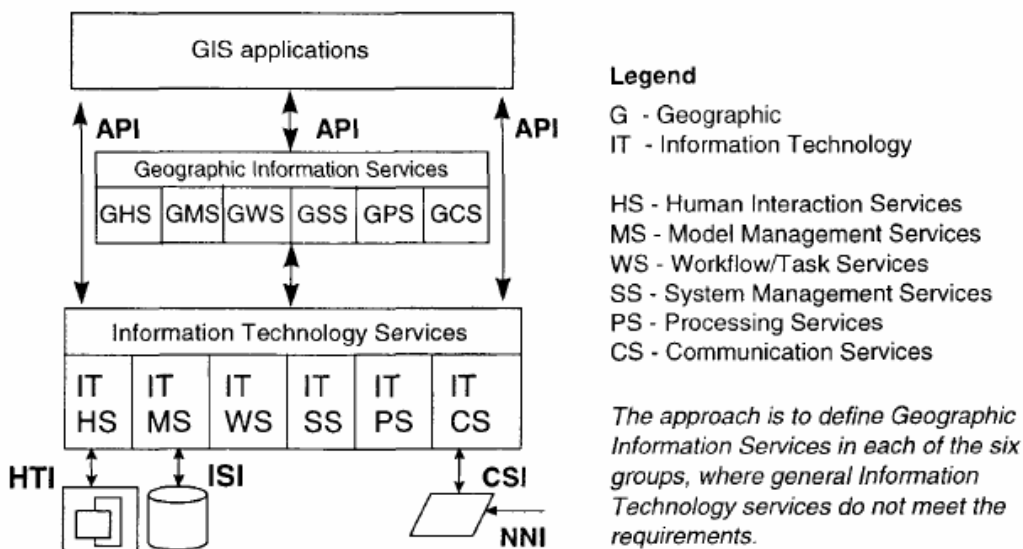 GIS applications
API
API
API
Geographic Information Services
GHS GMS GWS GSS GPS GCS
Information Technology Services
IT IT IT IT IT IT
HS MS WS SS PS CS
HTI
ISI
CSI
NNI
Legend
G - Geographic
IT - Information Technology
HS - Human Interaction Services
MS - Model Management Services
WS - Workflow/Task Services
SS - System Management Services
PS - Processing Services
CS - Communication Services
The approach is to define Geographic
Information Services in each of the six
groups, where general Information
Technology services do not meet the
requirements.